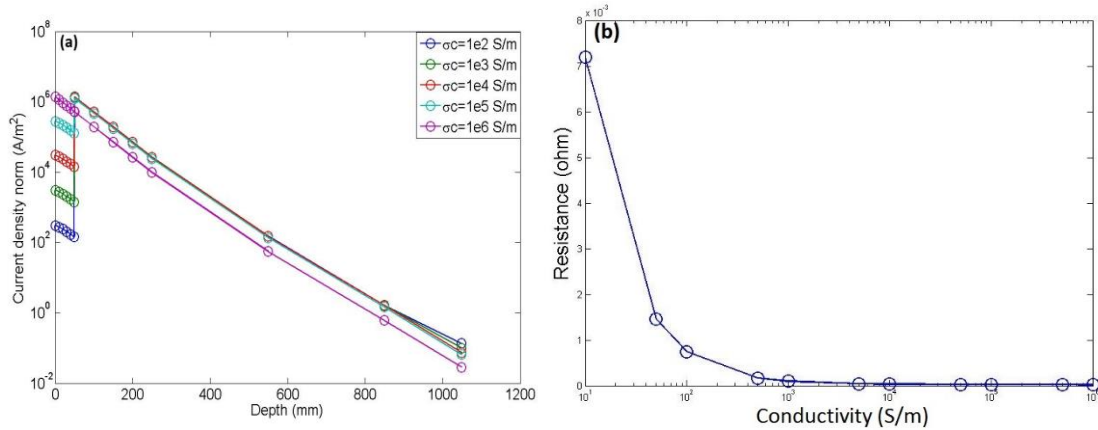 (a)
10^8
10^6
10^4
10^2
10^0
10^-2
Current density norm (A/m²)
0 200 400 600 800 1000 1200
Depth (mm)
σc=1e2 S/m
σc=1e3 S/m
σc=1e4 S/m
σc=1e5 S/m
σc=1e6 S/m
(b)
8 x 10^-3
7
6
5
4
3
2
1
0
Resistance (ohm)
10^1 10^2 10^3 10^4 10^5
Conductivity (S/m)